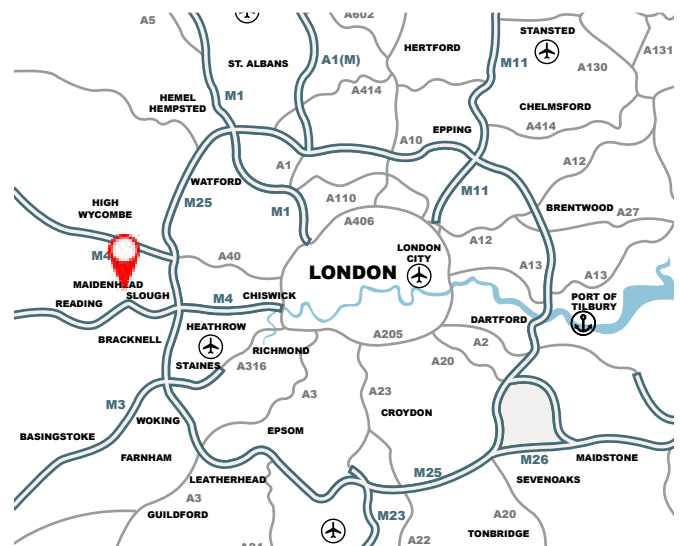 A5
A602
HERTFORD
STANSTED
A131
ST. ALBANS
A1(M)
M11
A130
HEMEL
HEMPSTED
M1
A414
CHELMSFORD
EPPING
A414
A10
A1
A12
WATFORD
M11
HIGH
WYCOMBE
M25
M1
A110
BRENTWOOD
A27
A406
A12
LONDON
CITY
M4
A40
LONDON
A13
A13
MAIDENHEAD
SLOUGH
CHISWICK
PORT OF
TILBURY
READING
M4
DARTFORD
BRACKNELL
HEATHROW
A205
A2
RICHMOND
STAINES
A316
A20
A3
A23
M3
CROYDON
WOKING
BASINGSTOKE
EPSOM
FARNHAM
M26
MAIDSTONE
LEATHERHEAD
M25
SEVENOAKS
A3
GUILDFORD
M23
A20
TONBRIDGE
A22